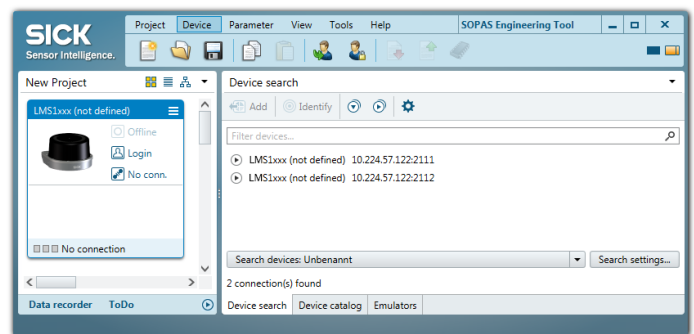 SICK
Sensor Intelligence.
Project Device Parameter View Tools Help
SOPAS Engineering Tool
New Project
LMS1xxx (not defined)
Offline
Login
No conn.
No connection
Data recorder ToDo
Device search
Add Identify
Filter devices...
LMS1xxx (not defined) 10.224.57.122:2111
LMS1xxx (not defined) 10.224.57.122:2112
Search devices: Unbenannt
Search settings...
2 connection(s) found
Device search Device catalog Emulators